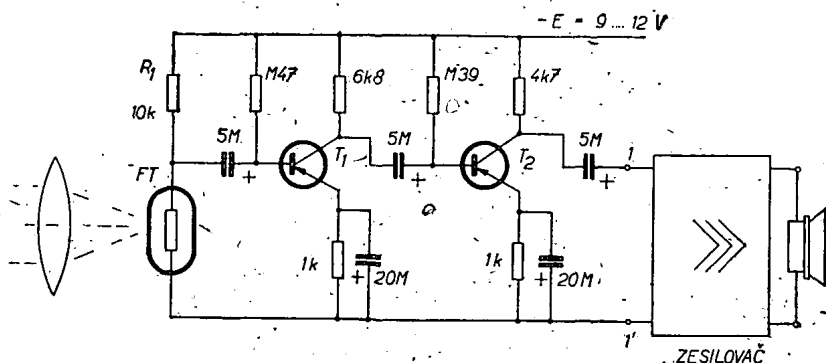 - E = 9 .... 12 V
R1
10k
M47
6k8
M39
4k7
5M
+
T1
5M
+
T2
5M
+
1
FT
1k
+
20M
1k
+
20M
1'
ZESILOVAČ